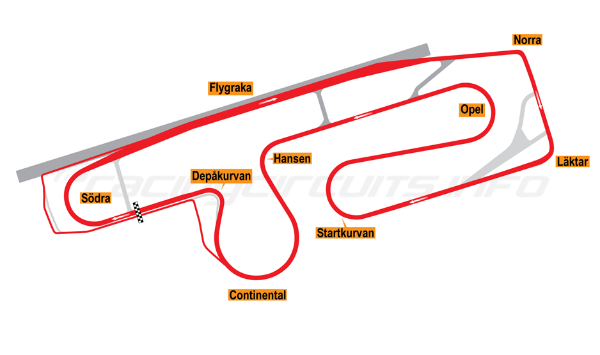 Norra
Flygraka
Opel
Hansen
Läktar
Depåkurvan
Södra
racingcircuits.info
Startkurvan
Continental